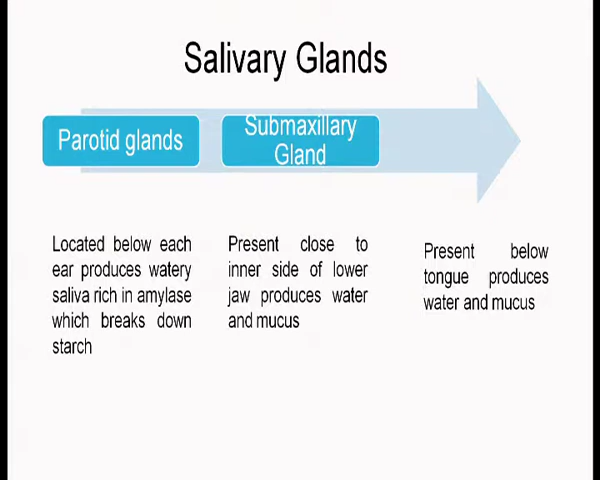 Salivary Glands
Parotid glands
Submaxillary
Gland
Located below each
ear produces watery
saliva rich in amylase
which breaks down
starch
Present close to
inner side of lower
jaw produces water
and mucus
Present below
tongue produces
water and mucus